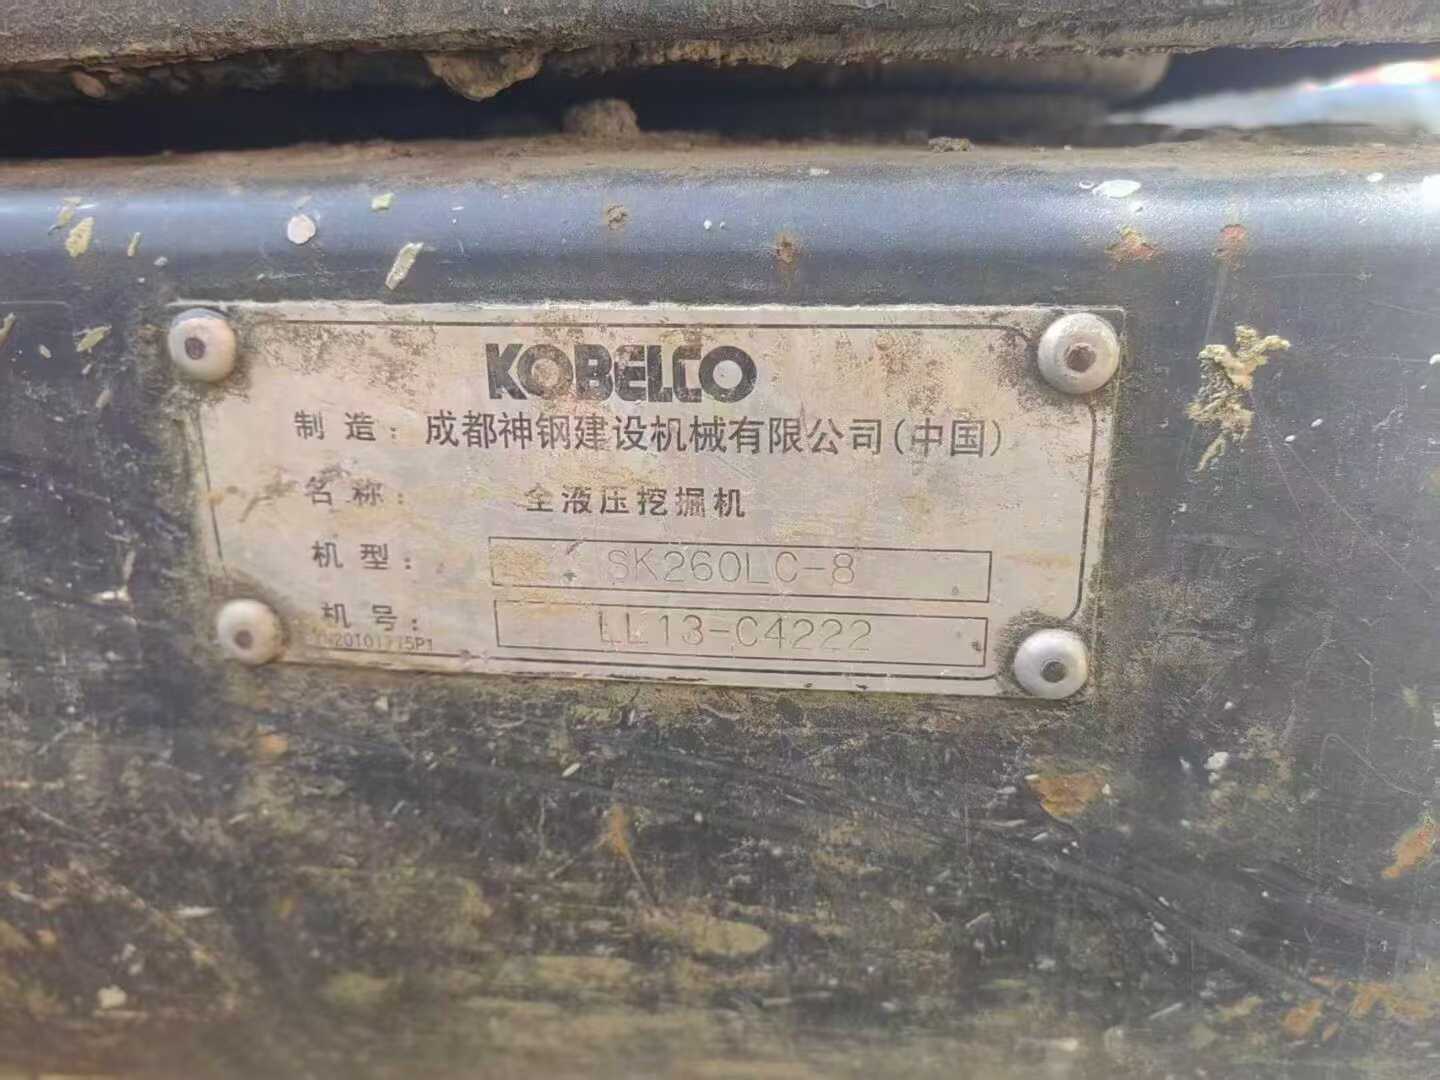 KOBELCO
制造：成都神钢建设机械有限公司(中国)
名称：全液压挖掘机
机型：SK260LC-8
机号：LL13-C4222